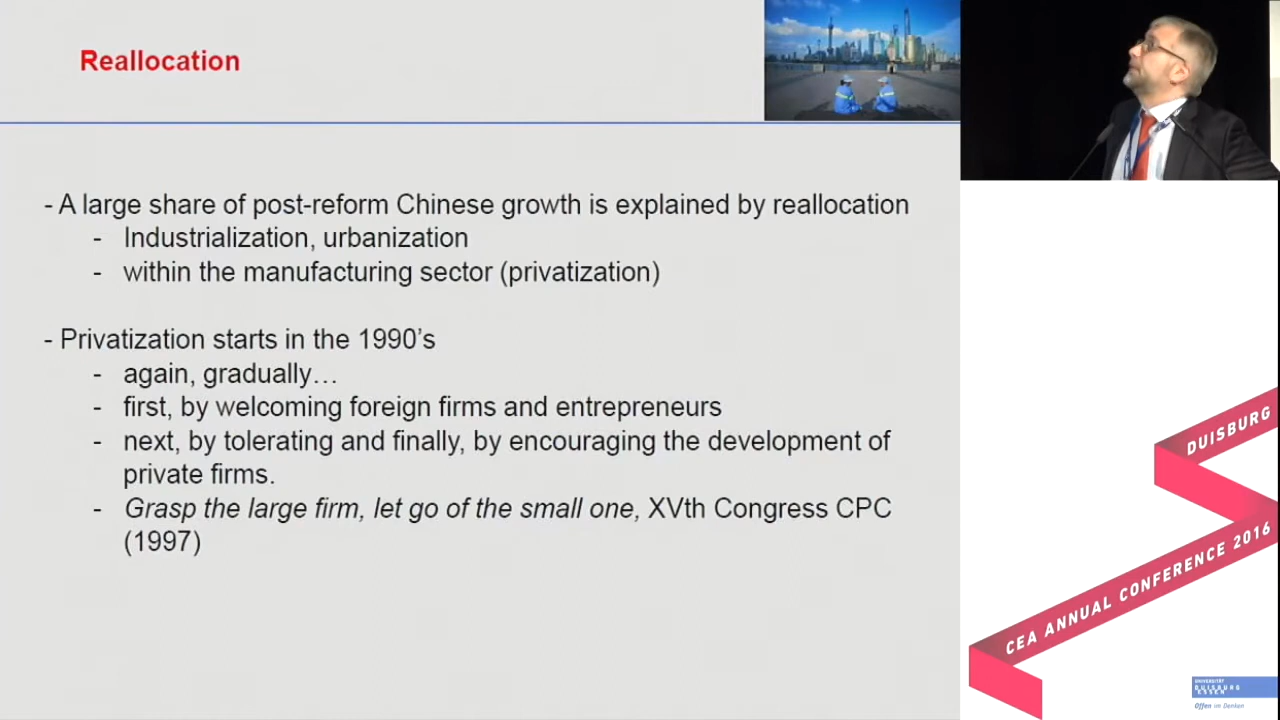 Reallocation
- A large share of post-reform Chinese growth is explained by reallocation
- Industrialization, urbanization
- within the manufacturing sector (privatization)
- Privatization starts in the 1990's
- again, gradually…
- first, by welcoming foreign firms and entrepreneurs
- next, by tolerating and finally, by encouraging the development of
private firms.
- Grasp the large firm, let go of the small one, XVth Congress CPC
(1997)
DUISBURG
CEA ANNUAL CONFERENCE 2016
UNIVERSITÄT
DUISBURG
ESSEN
Offen im Denken